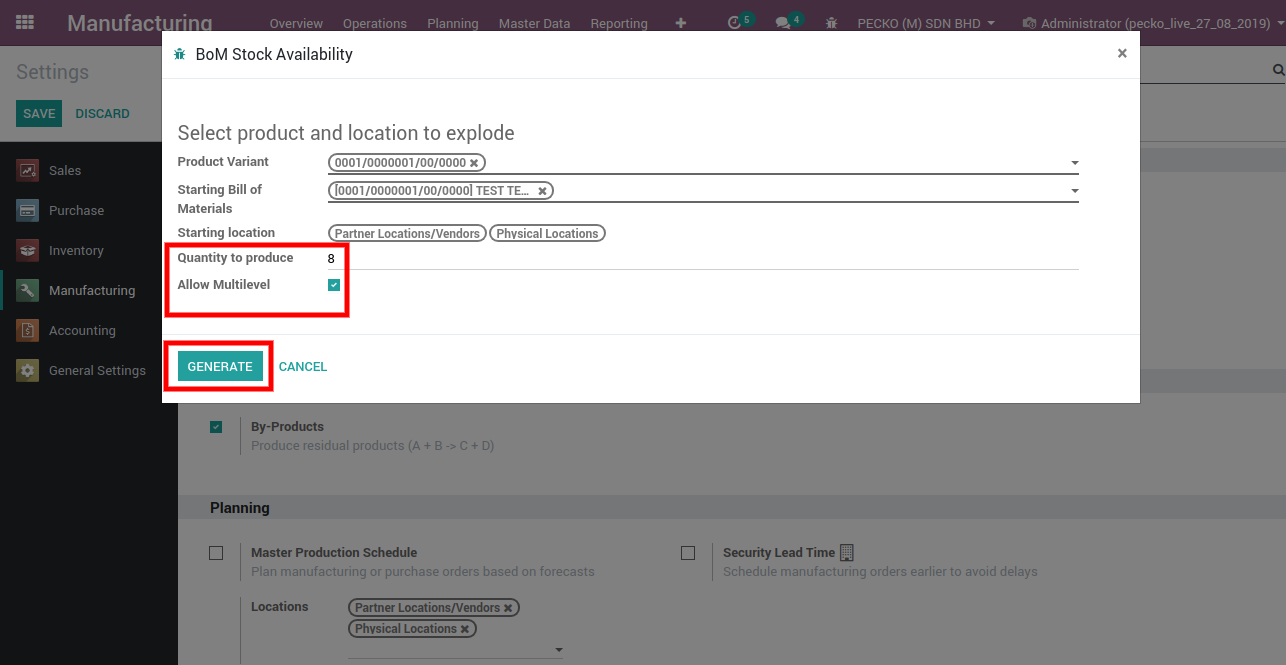 Manufacturing Overview Operations Planning Master Data Reporting 5 4 PECKO (M) SDN BHD Administrator (pecko_live_27_08_2019)
BoM Stock Availability ×
Settings
SAVE DISCARD
Select product and location to explode
Product Variant 0001/0000001/00/0000
Starting Bill of Materials [0001/0000001/00/0000] TEST TE...
Starting location Partner Locations/Vendors Physical Locations
Quantity to produce 8
Allow Multilevel
GENERATE CANCEL
Sales
Purchase
Inventory
Manufacturing
Accounting
General Settings
By-Products
Produce residual products (A + B -> C + D)
Planning
Master Production Schedule
Plan manufacturing or purchase orders based on forecasts
Security Lead Time
Schedule manufacturing orders earlier to avoid delays
Locations Partner Locations/Vendors
Physical Locations